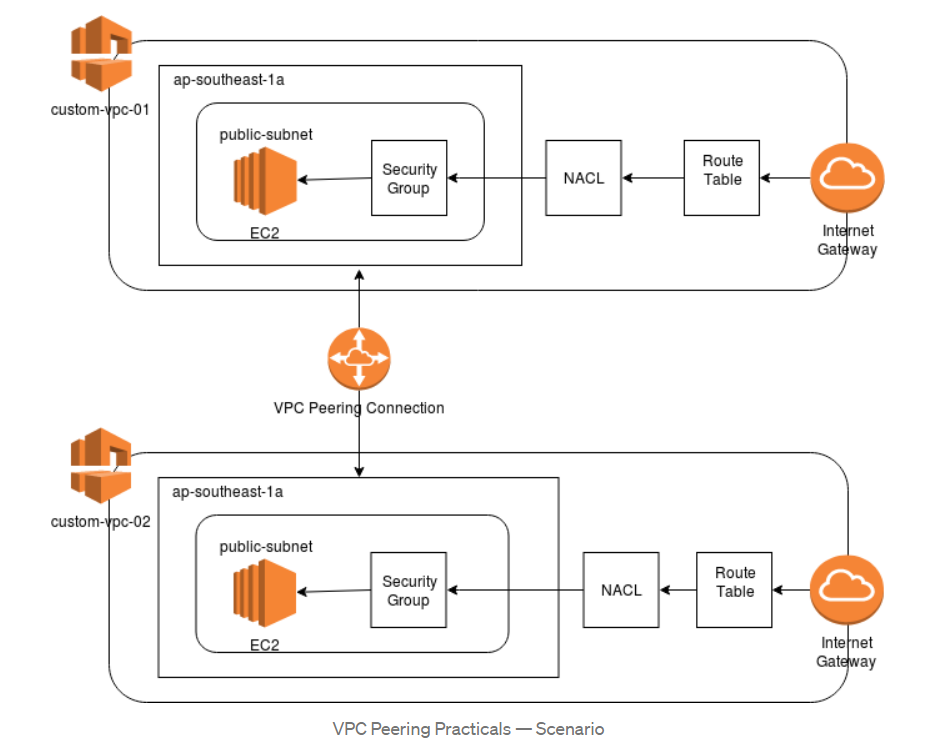 custom-vpc-01
ap-southeast-1a
public-subnet
EC2
Security
Group
NACL
Route
Table
Internet
Gateway
VPC Peering Connection
custom-vpc-02
ap-southeast-1a
public-subnet
EC2
Security
Group
NACL
Route
Table
Internet
Gateway
VPC Peering Practicals — Scenario